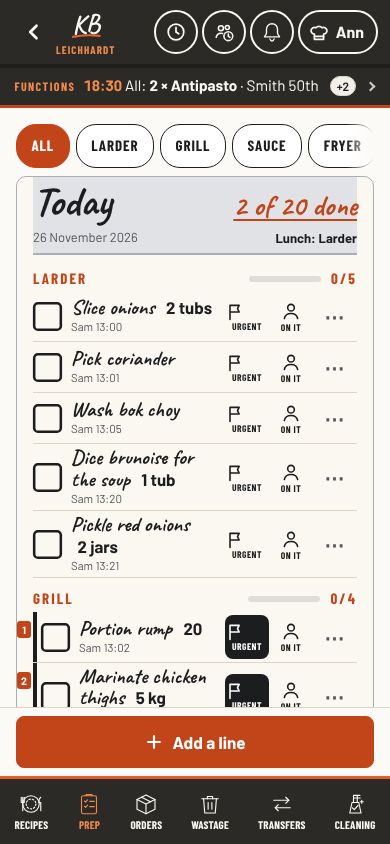 KB
LEICHHARDT
Ann
FUNCTIONS 18:30 All: 2 × Antipasto · Smith 50th +2
ALL LARDER GRILL SAUCE FRYER
Today
2 of 20 done
26 November 2026
Lunch: Larder
LARDER 0/5
Slice onions 2 tubs
Sam 13:00
URGENT ON IT
Pick coriander
Sam 13:01
URGENT ON IT
Wash bok choy
Sam 13:05
URGENT ON IT
Dice brunoise for
the soup 1 tub
Sam 13:20
URGENT ON IT
Pickle red onions
2 jars
Sam 13:21
URGENT ON IT
GRILL 0/4
1
Portion rump 20
Sam 13:02
URGENT ON IT
2
Marinate chicken
thighs 5 kg
URGENT ON IT
+ Add a line
RECIPES PREP ORDERS WASTAGE TRANSFERS CLEANING